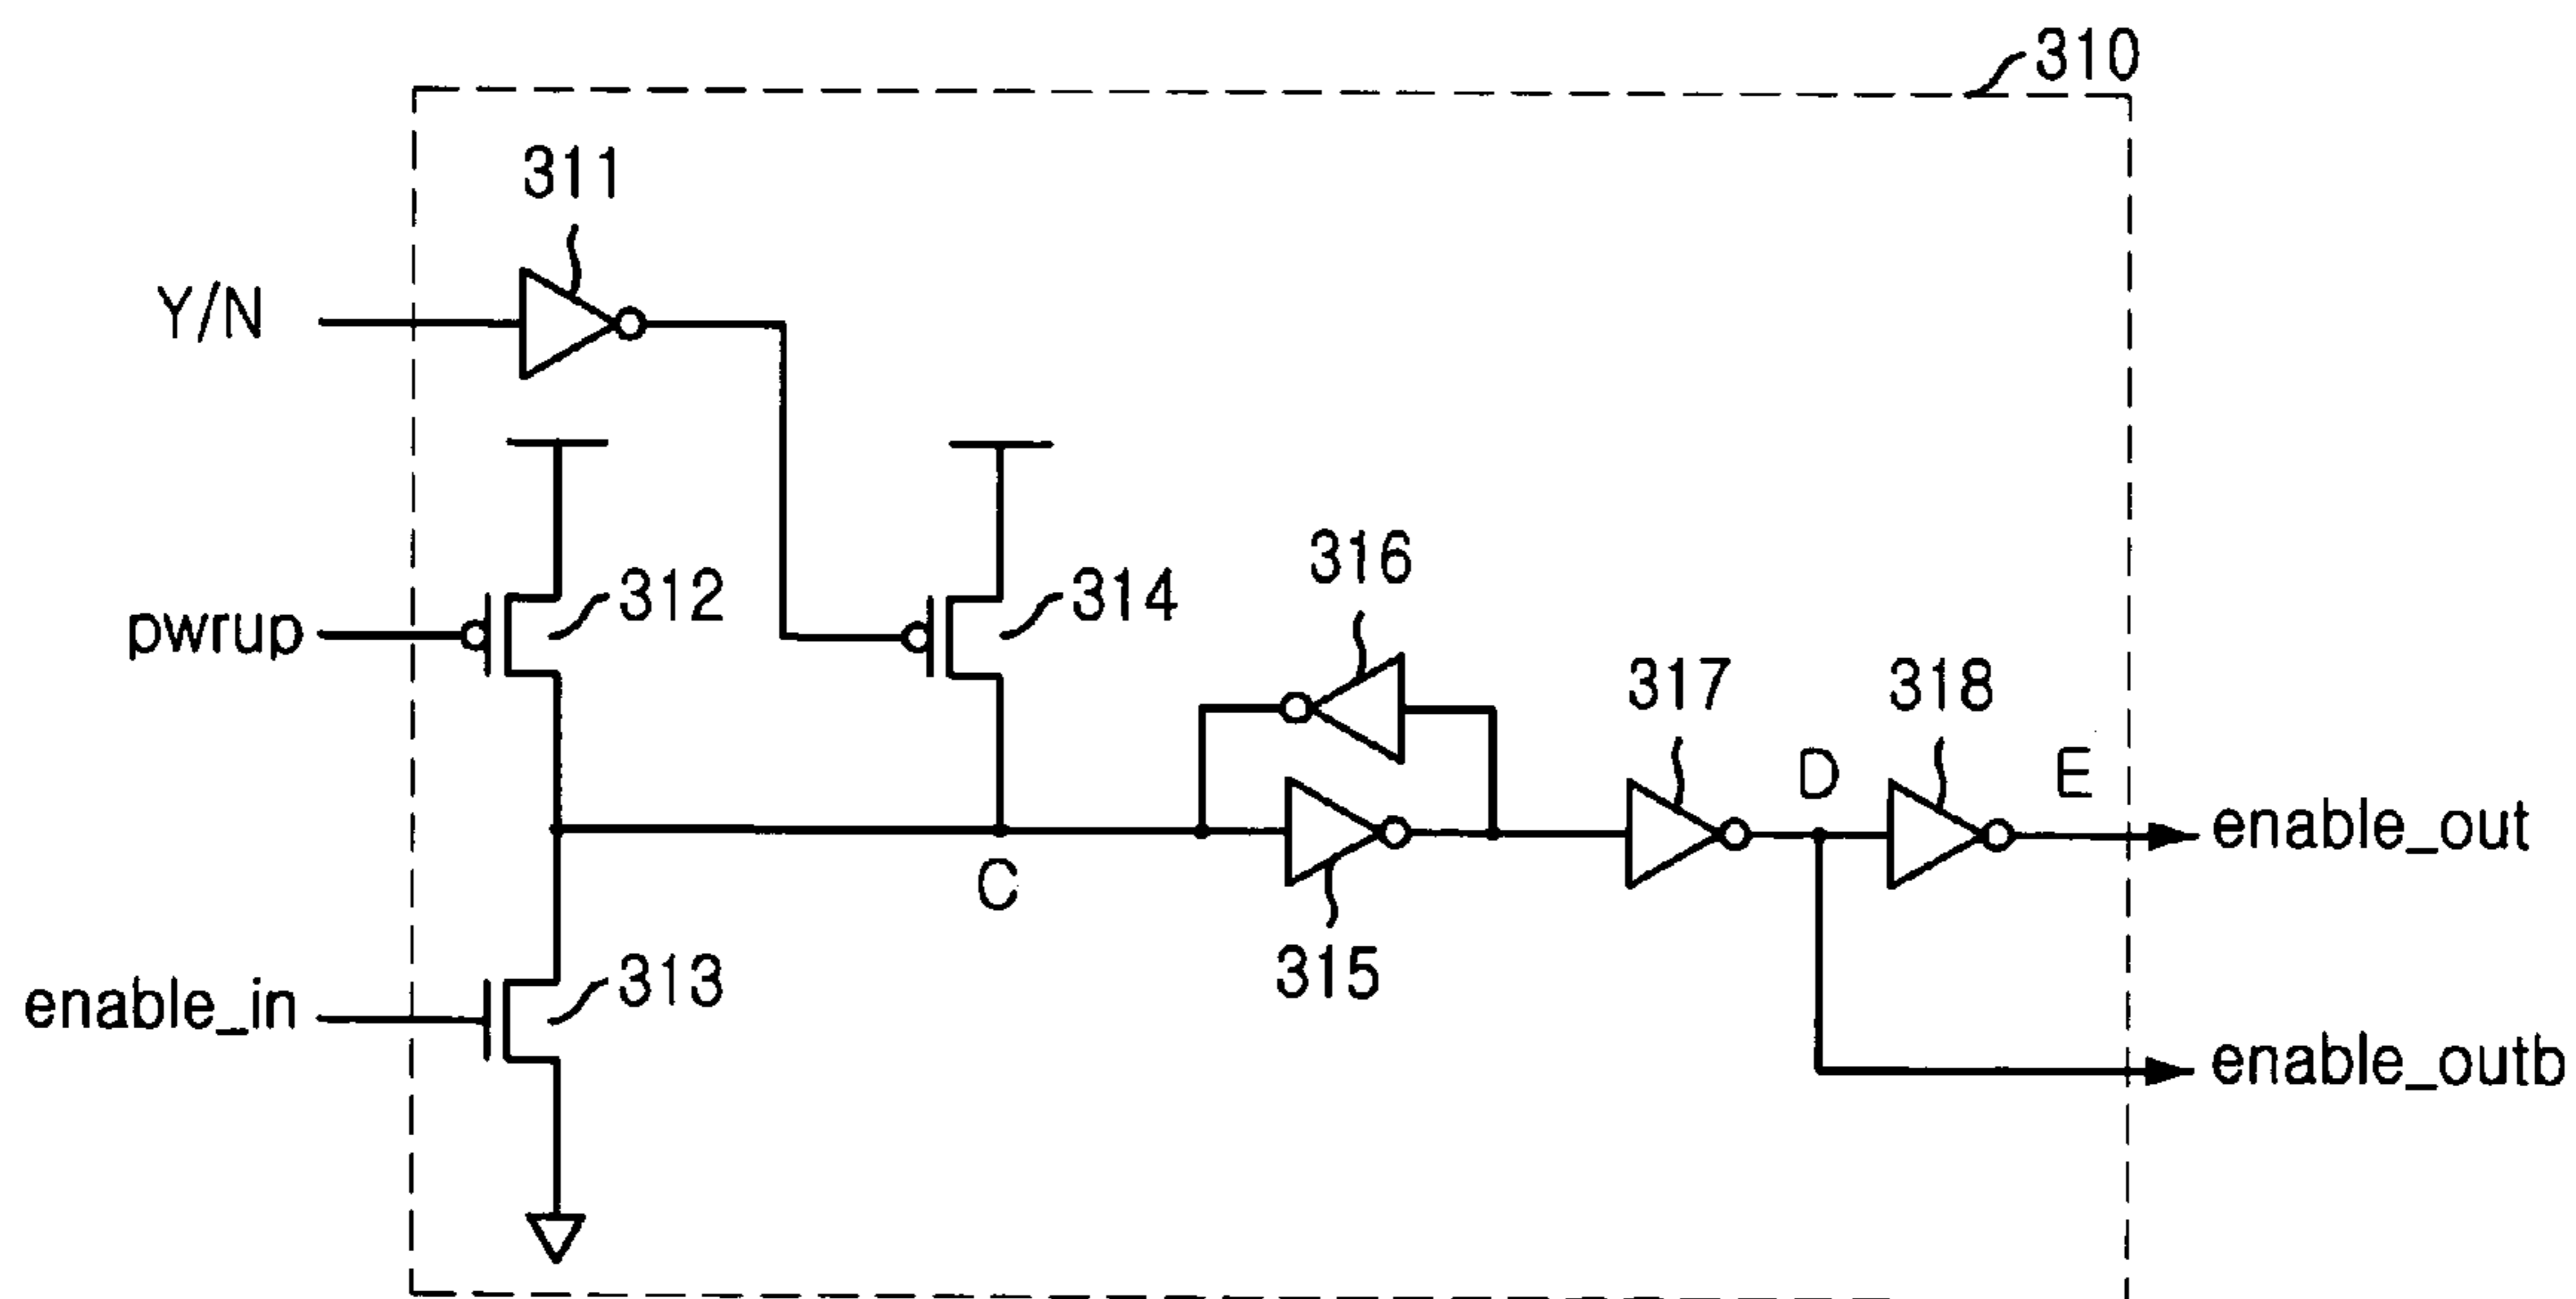 310
311
Y/N
312
314
pwrup
316
317
318
D
E
enable_out
C
315
enable_in
313
enable_outb